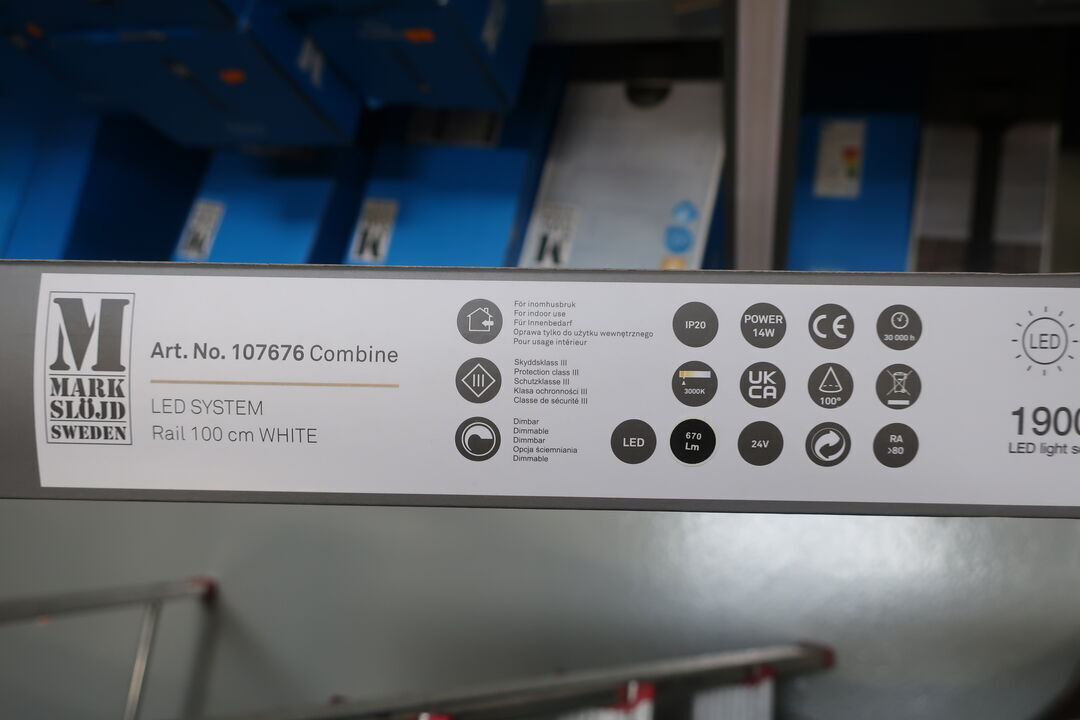 M
MARK
SLÖJD
SWEDEN
Art. No. 107676 Combine
LED SYSTEM
Rail 100 cm WHITE
För inomhusbruk
For indoor use
Für Innenbedarf
Oprawa tylko do użytku wewnętrznego
Pour usage intérieur
Skyddsklass III
Protection class III
Schutzklasse III
Klasa ochronności III
Classe de sécurité III
Dimbar
Dimmable
Dimmbar
Opcja ściemniania
Dimmable
IP20
POWER
14W
CE
30 000 h
3000K
UK
CA
100°
LED
670
Lm
24V
RA
>80
LED
1900
LED light